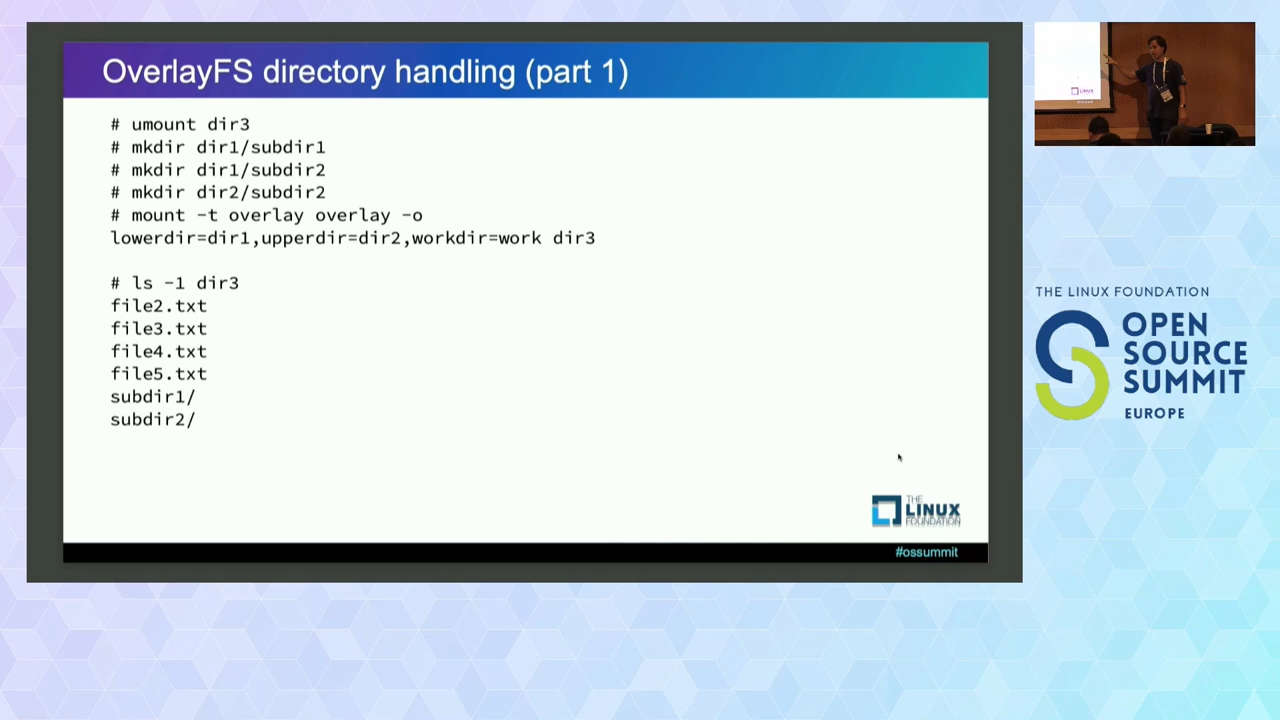 OverlayFS directory handling (part 1)
# umount dir3
# mkdir dir1/subdir1
# mkdir dir1/subdir2
# mkdir dir2/subdir2
# mount -t overlay overlay -o
lowerdir=dir1,upperdir=dir2,workdir=work dir3
# ls -1 dir3
file2.txt
file3.txt
file4.txt
file5.txt
subdir1/
subdir2/
THE
LINUX
FOUNDATION
#ossummit
LINUX
THE LINUX FOUNDATION
OPEN
SOURCE
SUMMIT
EUROPE